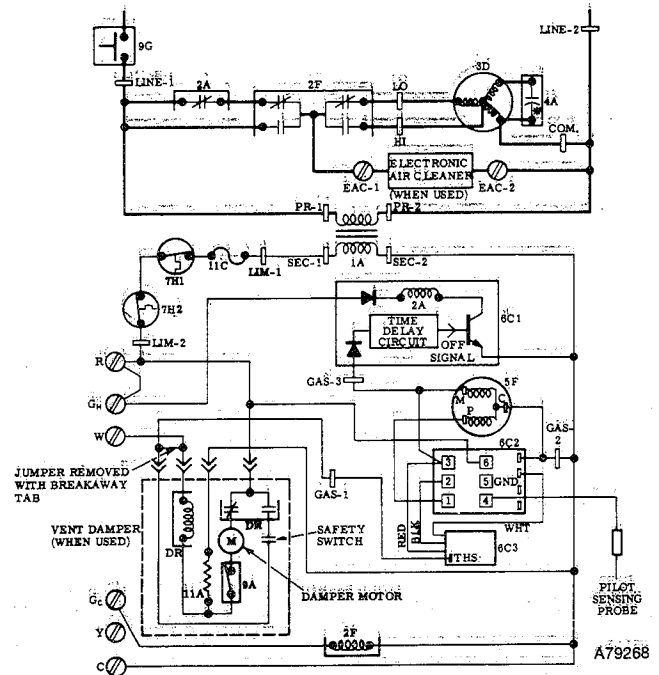 9G
LINE-1
LINE-2
2A
2F
LO
HI
3D
4A
COM.
ELECTRONIC
AIR CLEANER
(WHEN USED)
EAC-1
EAC-2
PR-1
PR-2
1A
SEC-1
SEC-2
7H1
11C
LIM-1
7H2
LIM-2
2A
6C1
TIME
DELAY
CIRCUIT
OFF
SIGNAL
GAS-3
R
GH
W
5F
M
C
P
GAS-2
6C2
3
6
2
5
GND
1
4
JUMPER REMOVED
WITH BREAKAWAY
TAB
GAS-1
RED
BLK
WHT
THS
6C3
VENT DAMPER
(WHEN USED)
DR
DR
SAFETY
SWITCH
M
11A
9A
DAMPER MOTOR
PILOT
SENSING
PROBE
GC
Y
C
2F
A79268